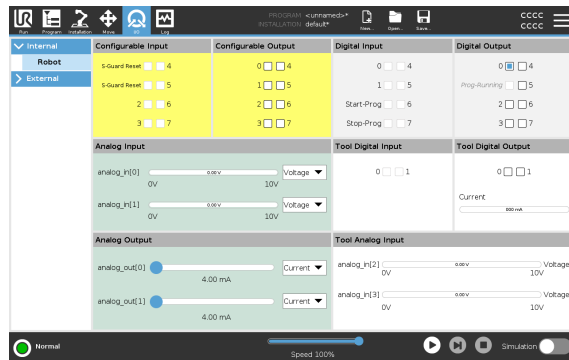 UR
Run Program Installation Move I/O Log
PROGRAM <unnamed>*
INSTALLATION default*
New... Open... Save...
CCCC
CCCC
Internal
Robot
External
Configurable Input
S-Guard Reset 4
S-Guard Reset 5
2 6
3 7
Configurable Output
0 4
1 5
2 6
3 7
Digital Input
0 4
1 5
Start-Prog 6
Stop-Prog 7
Digital Output
0 4
Prog-Running 5
2 6
3 7
Analog Input
analog_in[0] 0.00 V Voltage
0V 10V
analog_in[1] 0.00 V Voltage
0V 10V
Tool Digital Input
0 1
Tool Digital Output
0 1
Current
000 mA
Analog Output
analog_out[0] Current
4.00 mA
analog_out[1] Current
4.00 mA
Tool Analog Input
analog_in[2] 0.00 V Voltage
0V 10V
analog_in[3] 0.00 V Voltage
0V 10V
Normal
Speed 100%
Simulation